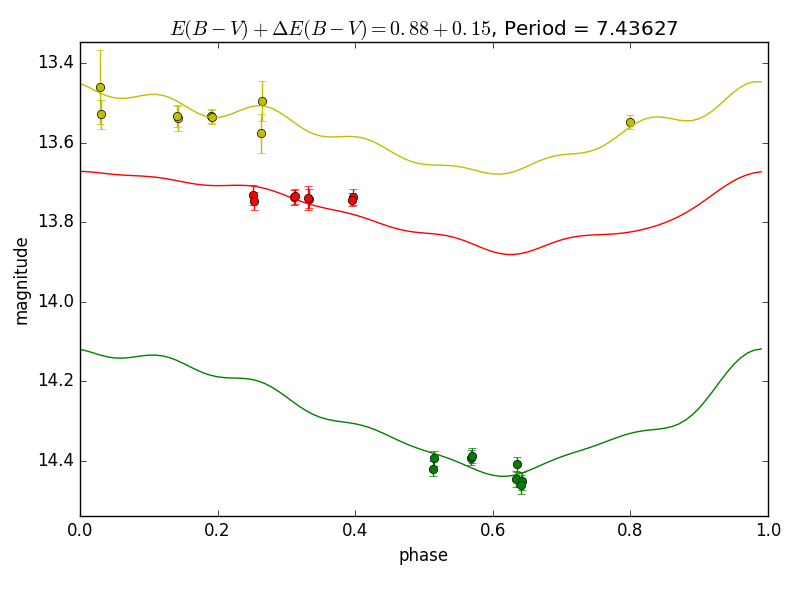 E(B − V) + ΔE(B − V) = 0.88 + 0.15, Period = 7.43627
13.4
13.6
13.8
14.0
14.2
14.4
magnitude
0.0 0.2 0.4 0.6 0.8 1.0
phase